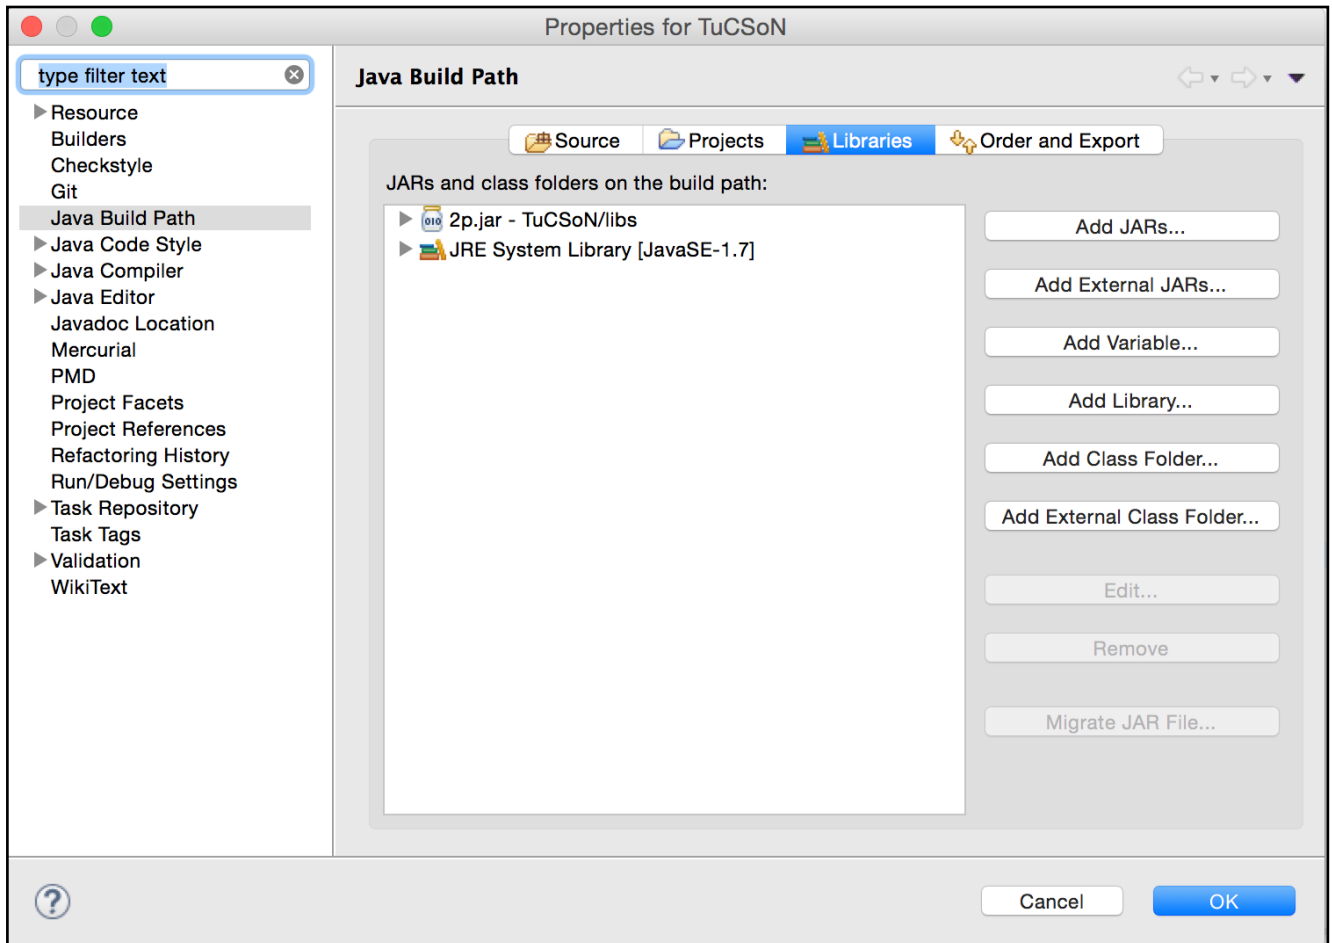 Properties for TuCSoN
type filter text
Resource
Builders
Checkstyle
Git
Java Build Path
Java Code Style
Java Compiler
Java Editor
Javadoc Location
Mercurial
PMD
Project Facets
Project References
Refactoring History
Run/Debug Settings
Task Repository
Task Tags
Validation
WikiText
Java Build Path
Source Projects Libraries Order and Export
JARs and class folders on the build path:
010 2p.jar - TuCSoN/libs
JRE System Library [JavaSE-1.7]
Add JARs...
Add External JARs...
Add Variable...
Add Library...
Add Class Folder...
Add External Class Folder...
Edit...
Remove
Migrate JAR File...
?
Cancel OK